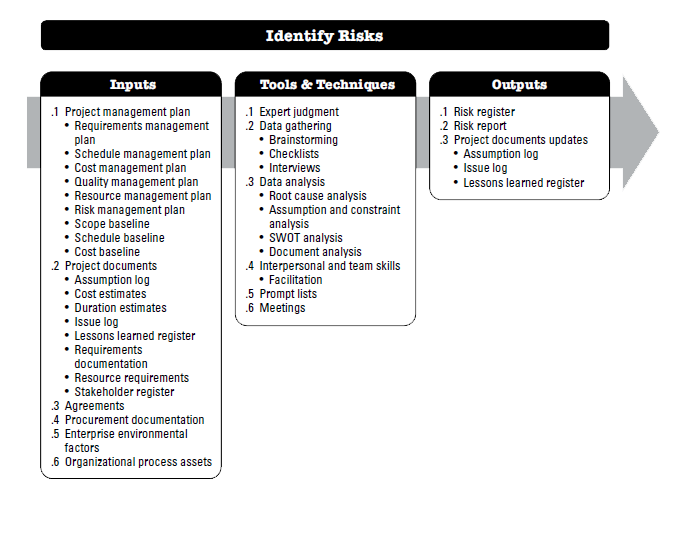 Identify Risks
Inputs
.1 Project management plan
• Requirements management
plan
• Schedule management plan
• Cost management plan
• Quality management plan
• Resource management plan
• Risk management plan
• Scope baseline
• Schedule baseline
• Cost baseline
.2 Project documents
• Assumption log
• Cost estimates
• Duration estimates
• Issue log
• Lessons learned register
• Requirements
documentation
• Resource requirements
• Stakeholder register
.3 Agreements
.4 Procurement documentation
.5 Enterprise environmental
factors
.6 Organizational process assets
Tools & Techniques
.1 Expert judgment
.2 Data gathering
• Brainstorming
• Checklists
• Interviews
.3 Data analysis
• Root cause analysis
• Assumption and constraint
analysis
• SWOT analysis
• Document analysis
.4 Interpersonal and team skills
• Facilitation
.5 Prompt lists
.6 Meetings
Outputs
.1 Risk register
.2 Risk report
.3 Project documents updates
• Assumption log
• Issue log
• Lessons learned register